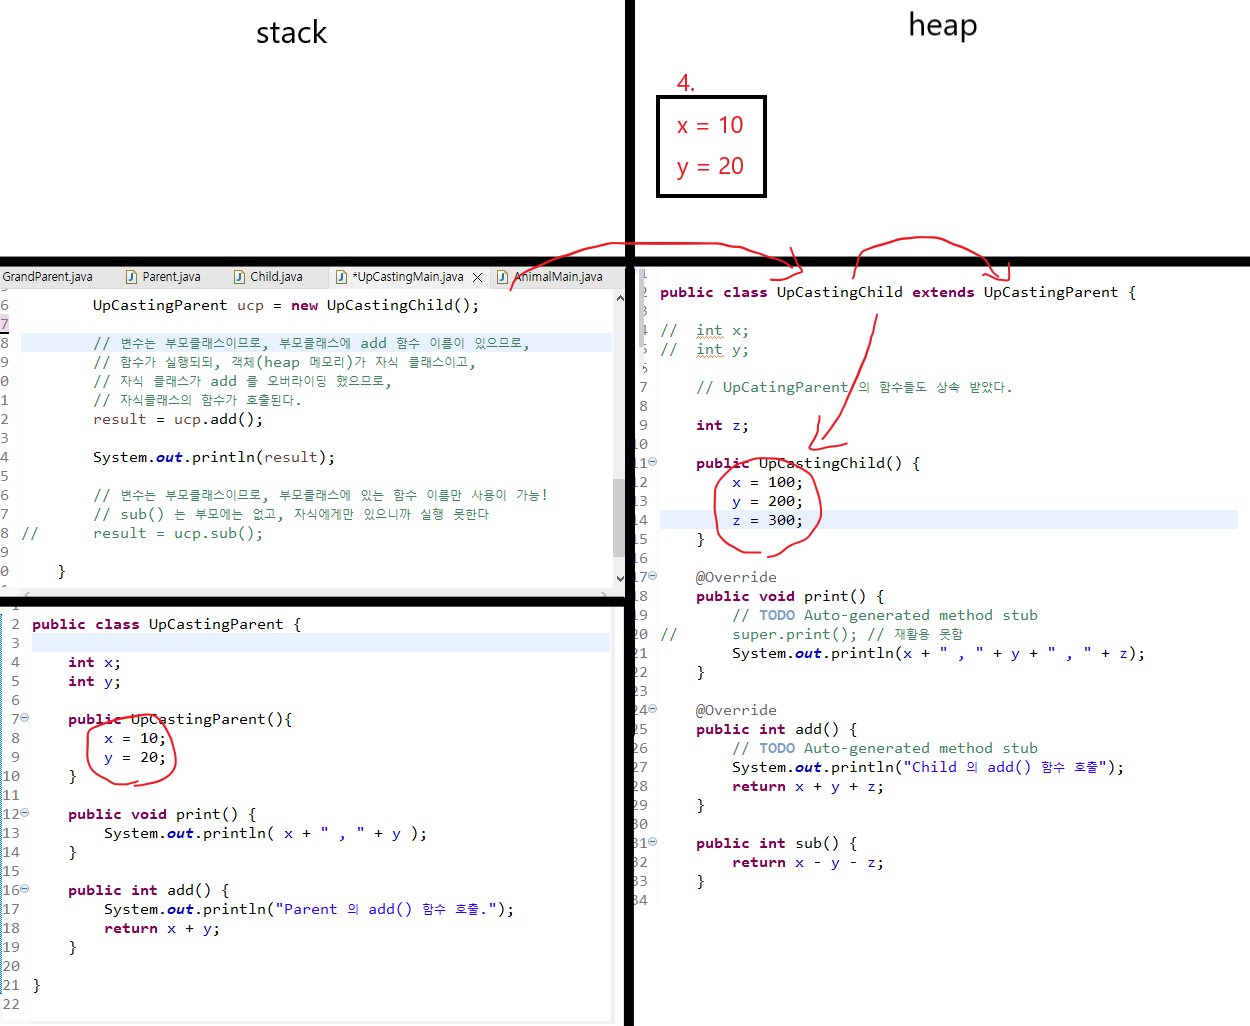 stack
heap
4.
x = 10
y = 20
GrandParent.java
Parent.java
Child.java
*UpCastingMain.java
AnimalMain.java
6 UpCastingParent ucp = new UpCastingChild();
7
8 // 변수는 부모클래스이므로, 부모클래스에 add 함수 이름이 있으므로,
9 // 함수가 실행되되, 객체(heap 메모리)가 자식 클래스이고,
0 // 자식 클래스가 add 를 오버라이딩 했으므로,
1 // 자식클래스의 함수가 호출된다.
2 result = ucp.add();
3
4 System.out.println(result);
5
6 // 변수는 부모클래스이므로, 부모클래스에 있는 함수 이름만 사용이 가능!
7 // sub() 는 부모에는 없고, 자식에게만 있으니까 실행 못한다
8 // result = ucp.sub();
9
0 }
2 public class UpCastingParent {
3
4 int x;
5 int y;
6
7 public UpCastingParent(){
8 x = 10;
9 y = 20;
10 }
11
12 public void print() {
13 System.out.println( x + " , " + y );
14 }
15
16 public int add() {
17 System.out.println("Parent 의 add() 함수 호출.");
18 return x + y;
19 }
20
21 }
22
1
2 public class UpCastingChild extends UpCastingParent {
3
4 // int x;
5 // int y;
6
7 // UpCatingParent 의 함수들도 상속 받았다.
8
9 int z;
10
11 public UpCastingChild() {
12 x = 100;
13 y = 200;
14 z = 300;
15 }
16
17 @Override
18 public void print() {
19 // TODO Auto-generated method stub
20 // super.print(); // 재활용 못함
21 System.out.println(x + " , " + y + " , " + z);
22 }
23
24 @Override
25 public int add() {
26 // TODO Auto-generated method stub
27 System.out.println("Child 의 add() 함수 호출");
28 return x + y + z;
29 }
30
31 public int sub() {
32 return x - y - z;
33 }
34